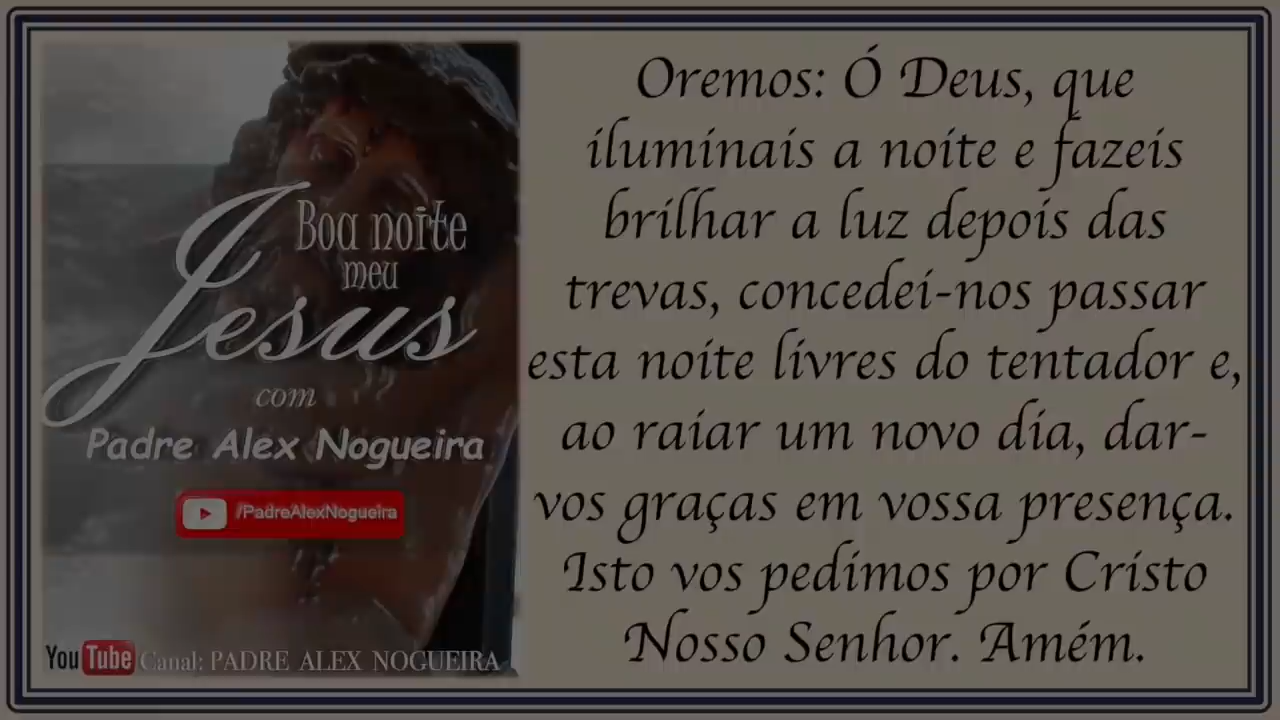 Boa noite
meu
Jesus
com
Padre Alex Nogueira
/PadreAlexNogueira
YouTube Canal: PADRE ALEX NOGUEIRA
Oremos: Ó Deus, que
iluminais a noite e fazeis
brilhar a luz depois das
trevas, concedei-nos passar
esta noite livres do tentador e,
ao raiar um novo dia, dar-
vos graças em vossa presença.
Isto vos pedimos por Cristo
Nosso Senhor. Amém.